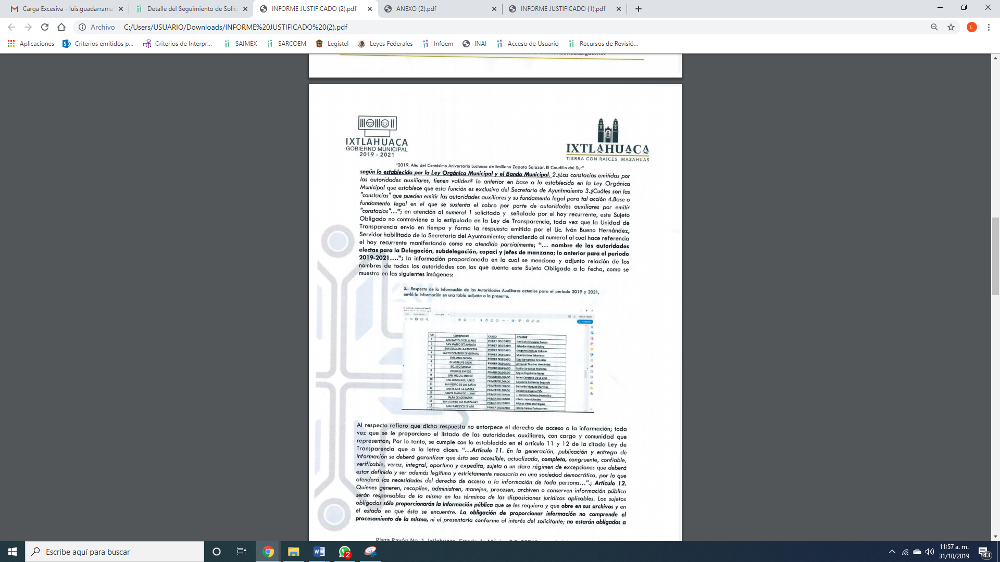 Carga Excesiva - luis.guadarrama
Detalle del Seguimiento de Solici
INFORME JUSTIFICADO (2).pdf
ANEXO (2).pdf
INFORME JUSTIFICADO (1).pdf
Archivo
C:/Users/USUARIO/Downloads/INFORME%20JUSTIFICADO%20(2).pdf
L
Aplicaciones
Criterios emitidos p...
Criterios de Interpr...
SAIMEX
SARCOEM
Legistel
Leyes Federales
Infoem
INAI
Acceso de Usuario
Recursos de Revisió...
IXTLAHUACA
GOBIERNO MUNICIPAL
2019 - 2021
IXTLAHUACA
TIERRA CON RAÍCES MAZAHUAS
"2019. Año del Centésimo Aniversario Luctuoso de Emiliano Zapata Salazar. El Caudillo del Sur"
según lo establecido por la Ley Orgánica Municipal y el Bando Municipal. 2.¿Las constacias emitidas por
las autoridades auxiliares, tienen validez? lo anterior en base a lo establecido en la Ley Orgánica
Municipal que establece que esta función es exclusiva del Secretario de Ayuntmaiento 3.¿Cuáles son las
"constacias" que pueden emitir las autoridades auxiliares y su fundamento legal para tal acción 4.Base o
fundamento legal en el que se sustenta el cobro por parte de autoridades auxiliares por emitir
"constacias"..."; en atención al numeral 1 solicitado y señalado por el hoy recurrente, este Sujeto
Obligado no contraviene a lo estipulado en la Ley de Transparencia, toda vez que la Unidad de
Transparencia envío en tiempo y forma la respuesta emitida por el Lic. Iván Bueno Hernández,
Servidor habilitado de la Secretaria del Ayuntamiento; atendiendo al numeral al cual hace referencia
el hoy recurrente manifestando como no atendido parcialmente; "... nombre de las autoridades
electas para la Delegación, subdelegación, copaci y jefes de manzana; lo anterior para el periodo
2019-2021...."; la información proporcionada en la cual se menciona y adjunto relación de los
nombres de todas las autoridades con las que cuenta este Sujeto Obligado a la fecha, como se
muestra en las siguientes imágenes:
5.- Respecto de la Información de las Autoridades Auxiliares actuales para el periodo 2019 y 2021,
envió la información en una tabla adjunta a la presente.
n/o COMUNIDAD CARGO NOMBRE
1 SAN BARTOLO DEL LLANO PRIMER DELEGADO José Luis Octaviano Ramos
2 SAN MATEO IXTLAHUACA PRIMER DELEGADO Salvador Aranda Molina
3 SAN JOAQUIN LA CABECERA PRIMER DELEGADO Gregorio Enriquez Cidonio
4 SANTO DOMINGO DE GUZMAN PRIMER DELEGADO
5 EMILIANO ZAPATA PRIMER DELEGADO Elías Bernardino González
6 GUADALUPE CACHI PRIMER DELEGADO Armando Sánchez Hernández
7 BO. ATOTONILCO PRIMER DELEGADO Rotilio De La Luz Mendoza
8 DOLORES ENYEGE PRIMER DELEGADO Migue Ángel Arce Reyes
9 SAN MIGUEL ENYEGE PRIMER DELEGADO Javier Cayetano De La Cruz
10 SAN JOAQUIN EL JUNCO PRIMER DELEGADO Alejandro Contreras Segundo
11 SAN PEDRO DE LOS BAÑOS PRIMER DELEGADO Bernardo Vázquez Martínez
12 SANTA ANA LA LADERA PRIMER DELEGADO
13 SANTA MARIA DEL LLANO PRIMER DELEGADO
14 JALPA DE LOS BAÑOS PRIMER DELEGADO Hilario López Morales
15 SAN JUAN DE LAS MANZANAS PRIMER DELEGADO Alfonso Pérez Domínguez
16 SAN FRANCISCO DE ASIS PRIMER DELEGADO Florina Valdez Portocarrero
Al respecto refiero que dicha respuesta no entorpece el derecho de acceso a la información; toda
vez que se le proporciono el listado de las autoridades auxiliares, con cargo y comunidad que
representan; Por lo tanto, se cumple con lo establecido en el artículo 11 y 12 de la citada Ley de
Transparencia que a la letra dicen: "...Artículo 11. En la generación, publicación y entrega de
información se deberá garantizar que ésta sea accesible, actualizada, completa, congruente, confiable,
verificable, veraz, integral, oportuna y expedita, sujeta a un claro régimen de excepciones que deberá
estar definido y ser además legítima y estrictamente necesaria en una sociedad democrática, por lo que
atenderá las necesidades del derecho de acceso a la información de toda persona...".; Artículo 12.
Quienes generen, recopilen, administren, manejen, procesen, archiven o conserven información pública
serán responsables de la misma en los términos de las disposiciones jurídicas aplicables. Los sujetos
obligados sólo proporcionarán la información pública que se les requiera y que obre en sus archivos y en
el estado en que ésta se encuentre. La obligación de proporcionar información no comprende el
procesamiento de la misma, ni el presentarla conforme al interés del solicitante; no estarán obligados a
Escribe aquí para buscar
2
11:57 a. m.
31/10/2019
43